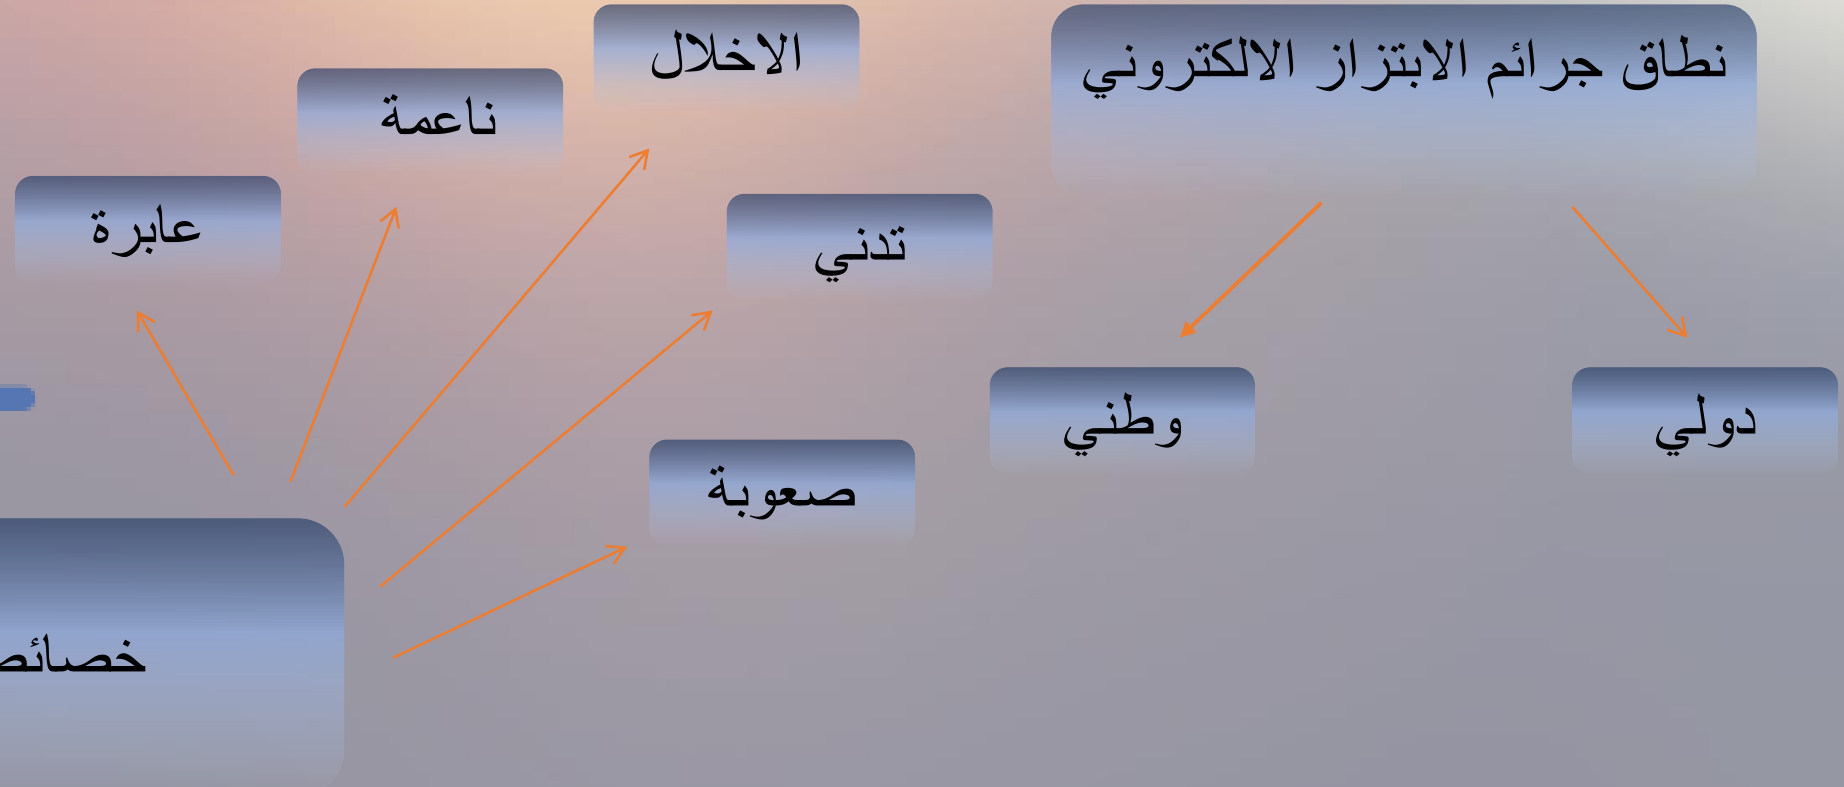 نطاق جرائم الابتزاز الالكتروني
دولي
وطني
الاخلال
ناعمة
عابرة
تدني
صعوبة